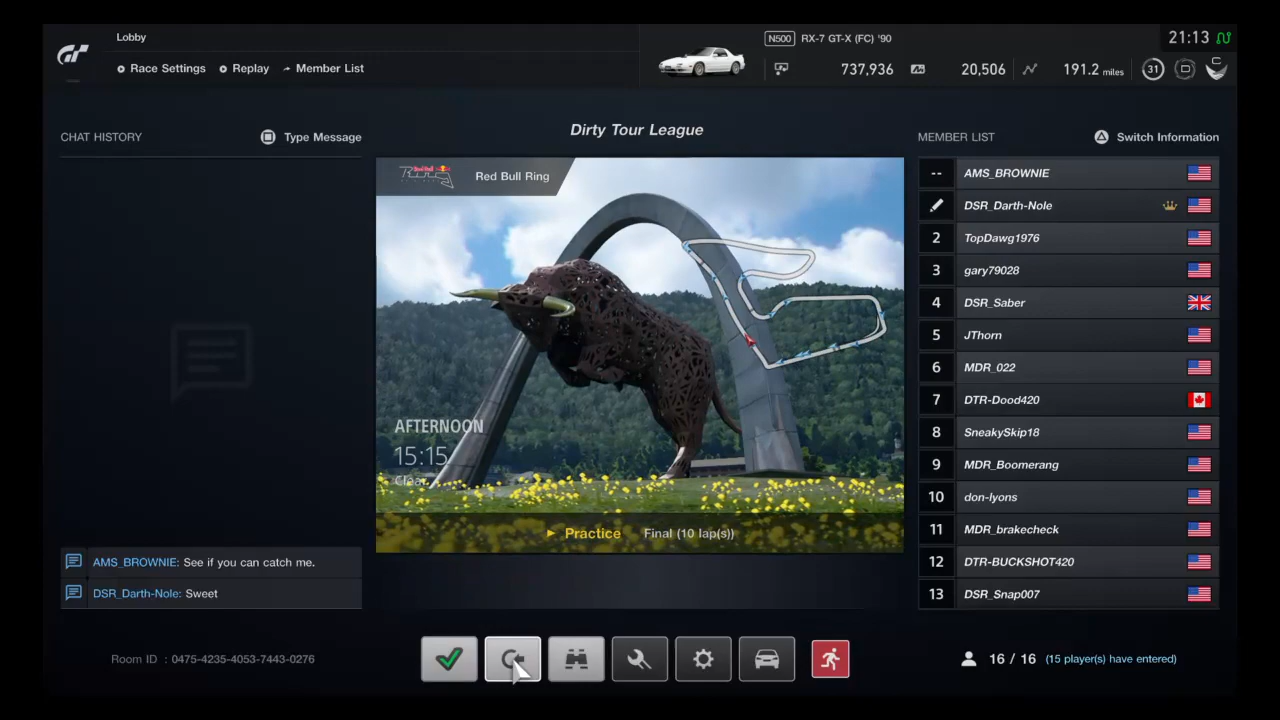 Lobby
Race Settings
Replay
Member List
N500
RX-7 GT-X (FC) '90
737,936
20,506
191.2 miles
31
C
21:13
CHAT HISTORY
Type Message
Dirty Tour League
MEMBER LIST
Switch Information
Red Bull Ring
AFTERNOON
15:15
Clear
Practice
Final (10 lap(s))
-- AMS_BROWNIE
DSR_Darth-Nole
2 TopDawg1976
3 gary79028
4 DSR_Saber
5 JThorn
6 MDR_022
7 DTR-Dood420
8 SneakySkip18
9 MDR_Boomerang
10 don-lyons
11 MDR_brakecheck
12 DTR-BUCKSHOT420
13 DSR_Snap007
AMS_BROWNIE: See if you can catch me.
DSR_Darth-Nole: Sweet
Room ID : 0475-4235-4053-7443-0276
16 / 16 (15 player(s) have entered)